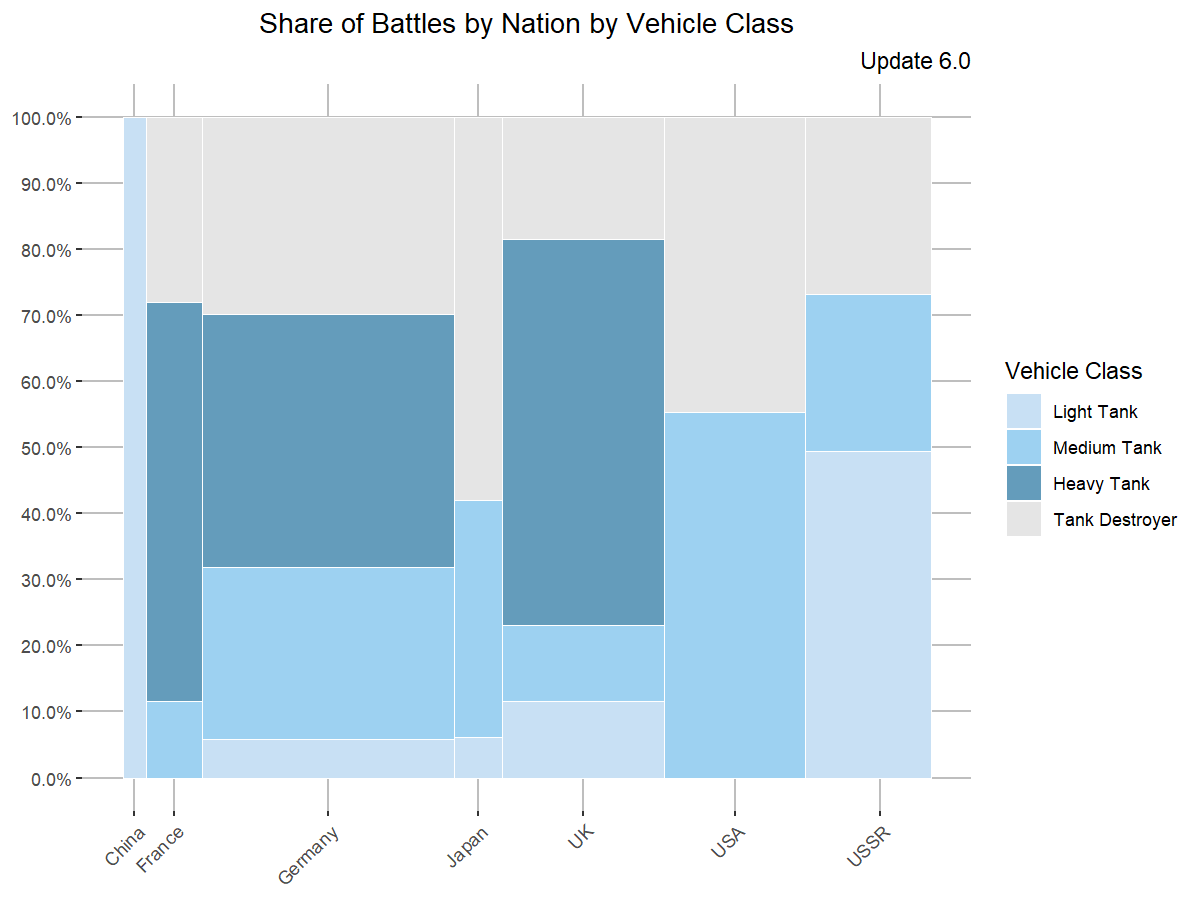 Share of Battles by Nation by Vehicle Class
Update 6.0
100.0%
90.0%
80.0%
70.0%
60.0%
50.0%
40.0%
30.0%
20.0%
10.0%
0.0%
China
France
Germany
Japan
UK
USA
USSR
Vehicle Class
Light Tank
Medium Tank
Heavy Tank
Tank Destroyer